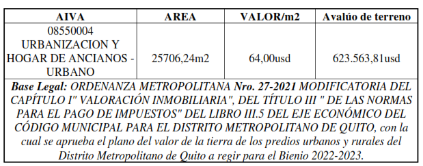 AIVA AREA VALOR/m2 Avalúo de terreno
08550004
URBANIZACION Y
HOGAR DE ANCIANOS -
URBANO
25706,24m2 64,00usd 623.563,81usd
Base Legal: ORDENANZA METROPOLITANA Nro. 27-2021 MODIFICATORIA DEL
CAPÍTULO I" VALORACIÓN INMOBILIARIA", DEL TÍTULO III " DE LAS NORMAS
PARA EL PAGO DE IMPUESTOS" DEL LIBRO III.5 DEL EJE ECONÓMICO DEL
CÓDIGO MUNICIPAL PARA EL DISTRITO METROPOLITANO DE QUITO, con la
cual se aprueba el plano del valor de la tierra de los predios urbanos y rurales del
Distrito Metropolitano de Quito a regir para el Bienio 2022-2023.